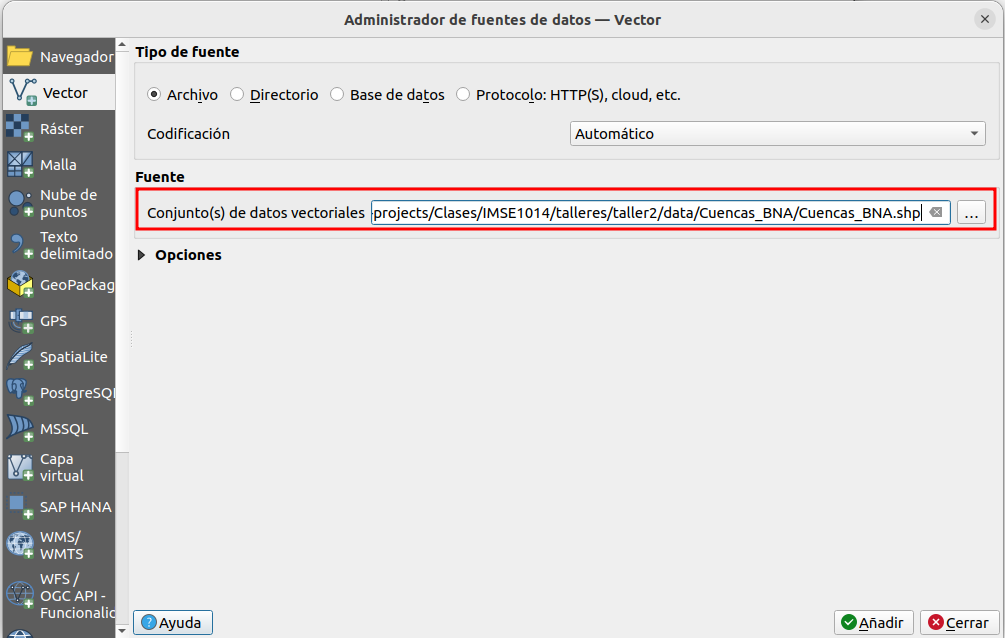 Administrador de fuentes de datos — Vector
Navegador
Vector
Ráster
Malla
Nube de
puntos
Texto
delimitado
GeoPackag
GPS
SpatiaLite
PostgreSQL
MSSQL
Capa
virtual
SAP HANA
WMS/
WMTS
WFS /
OGC API -
Funcionalic
Tipo de fuente
Archivo Directorio Base de datos Protocolo: HTTP(S), cloud, etc.
Codificación Automático
Fuente
Conjunto(s) de datos vectoriales projects/Clases/IMSE1014/talleres/taller2/data/Cuencas_BNA/Cuencas_BNA.shp ...
Opciones
Ayuda Añadir Cerrar